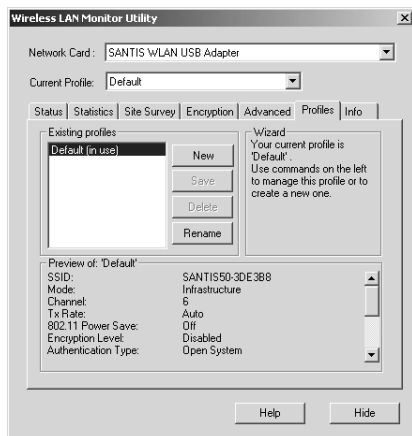 Wireless LAN Monitor Utility
Network Card : SANTIS WLAN USB Adapter
Current Profile: Default
Status Statistics Site Survey Encryption Advanced Profiles Info
Existing profiles
Default (in use)
New
Save
Delete
Rename
Wizard
Your current profile is
'Default' .
Use commands on the left
to manage this profile or to
create a new one.
Preview of: 'Default'
SSID: SANTIS50-3DE3B8
Mode: Infrastructure
Channel: 6
Tx Rate: Auto
802.11 Power Save: Off
Encryption Level: Disabled
Authentication Type: Open System
Help Hide